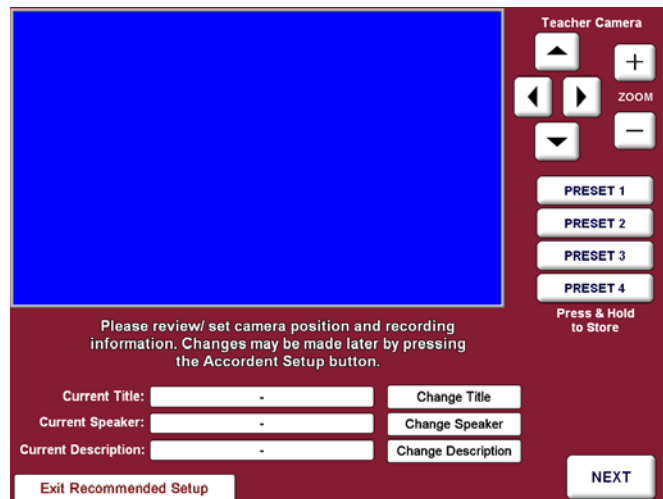 Teacher Camera
+
ZOOM
−
PRESET 1
PRESET 2
PRESET 3
PRESET 4
Press & Hold
to Store
Please review/ set camera position and recording
information. Changes may be made later by pressing
the Accordent Setup button.
Current Title: - Change Title
Current Speaker: - Change Speaker
Current Description: - Change Description
Exit Recommended Setup
NEXT